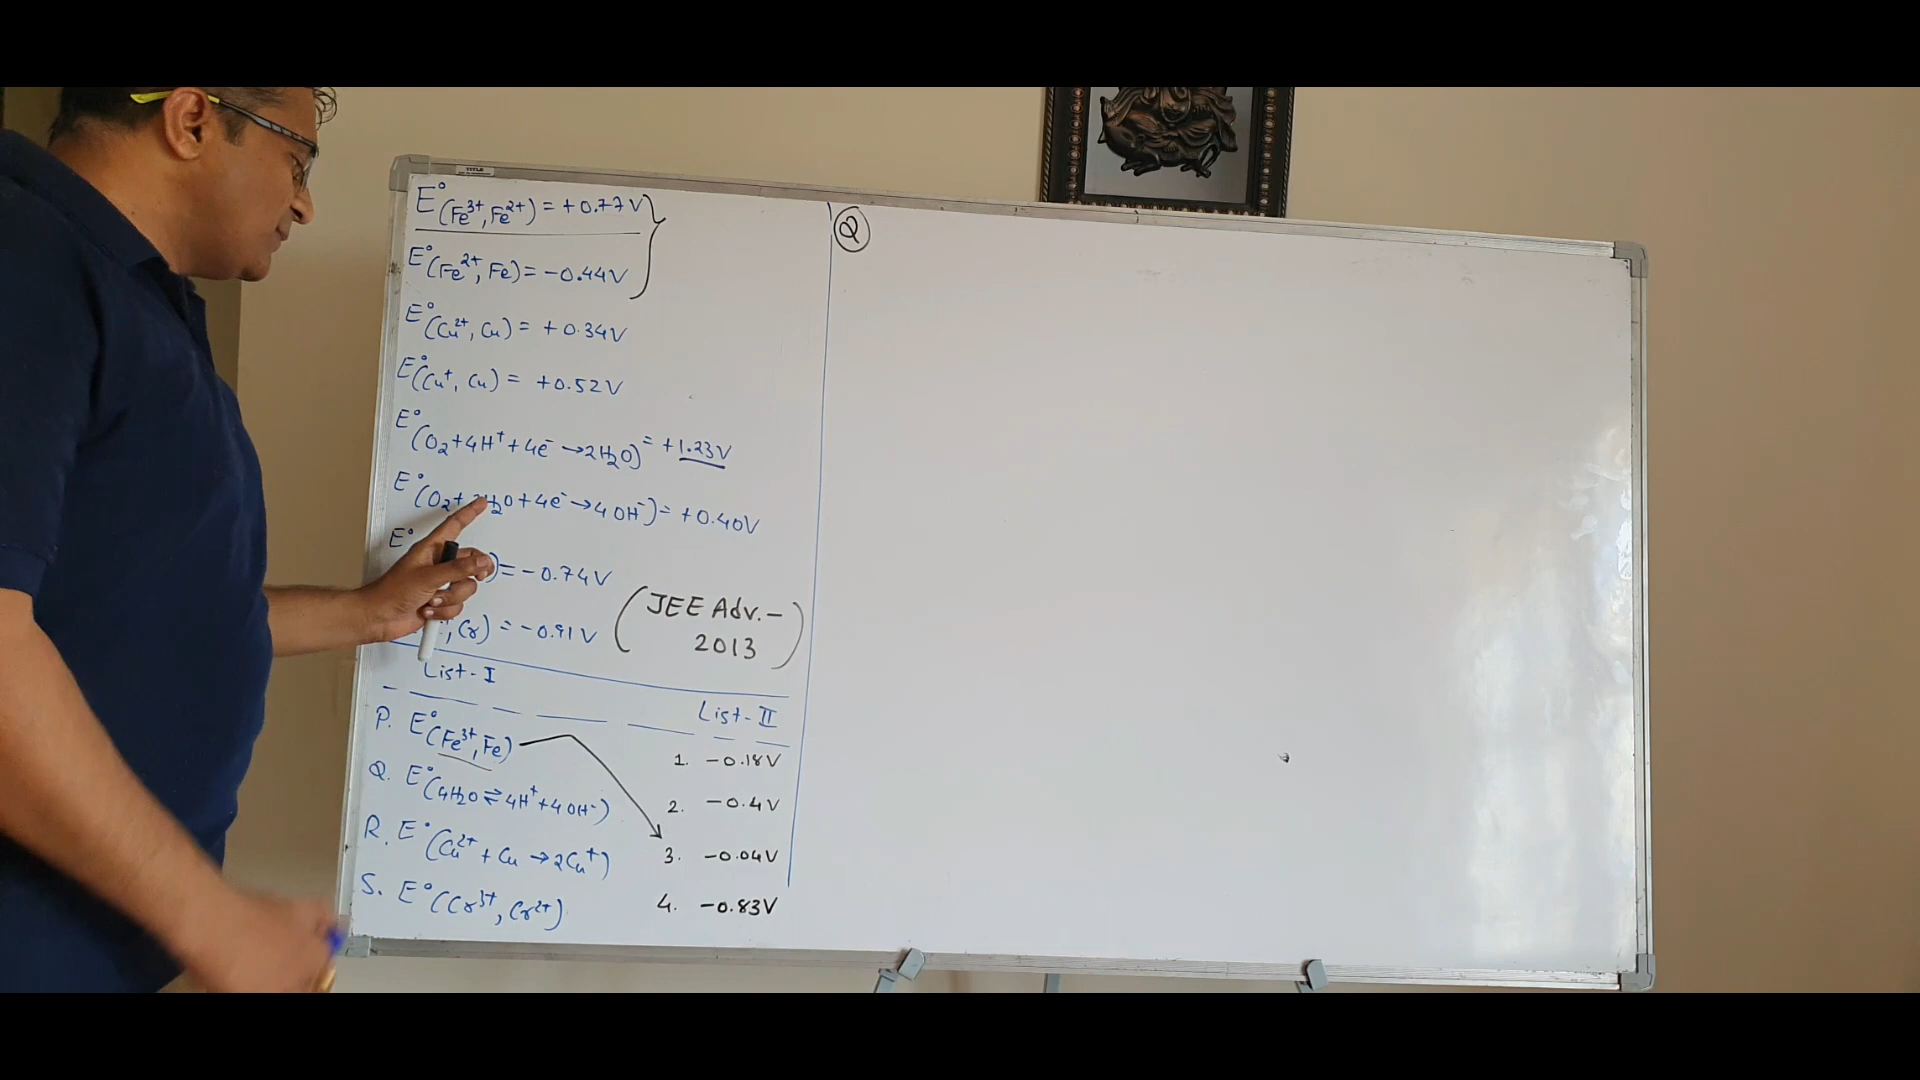 E°(Fe³⁺, Fe²⁺) = +0.77V
E°(Fe²⁺, Fe) = -0.44V
E°(Cu²⁺, Cu) = +0.34V
E°(Cu⁺, Cu) = +0.52V
E°(O₂+4H⁺+4e⁻→2H₂O) = +1.23V
E°(O₂+ H₂O+4e⁻→4OH⁻) = +0.40V
E° ) = -0.74V
, Cr) = -0.91V
(JEE Adv.-
2013)
List-I
List-II
P. E°(Fe³⁺, Fe)
1. -0.18V
Q. E°(4H₂O⇌4H⁺+4OH⁻)
2. -0.4V
R. E°(Cu²⁺+Cu→2Cu⁺)
3. -0.04V
S. E°(Cr³⁺, Cr²⁺)
4. -0.83V
Q